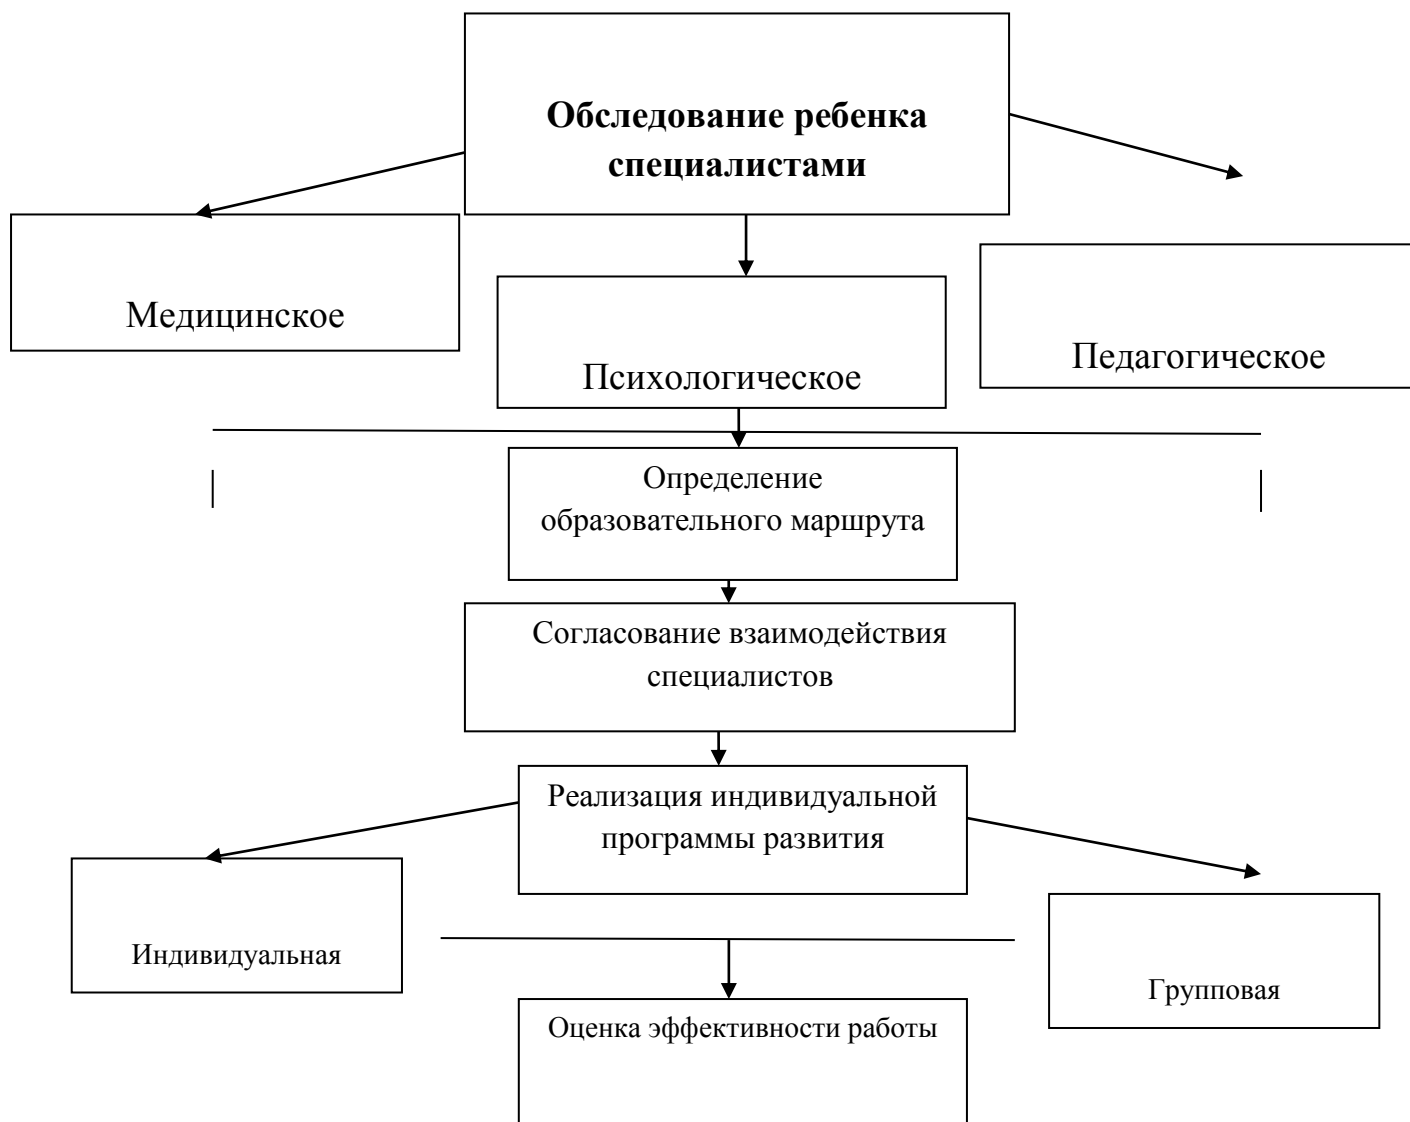 Обследование ребенка
специалистами
Медицинское
Психологическое
Педагогическое
Определение
образовательного маршрута
Согласование взаимодействия
специалистов
Реализация индивидуальной
программы развития
Индивидуальная
Групповая
Оценка эффективности работы